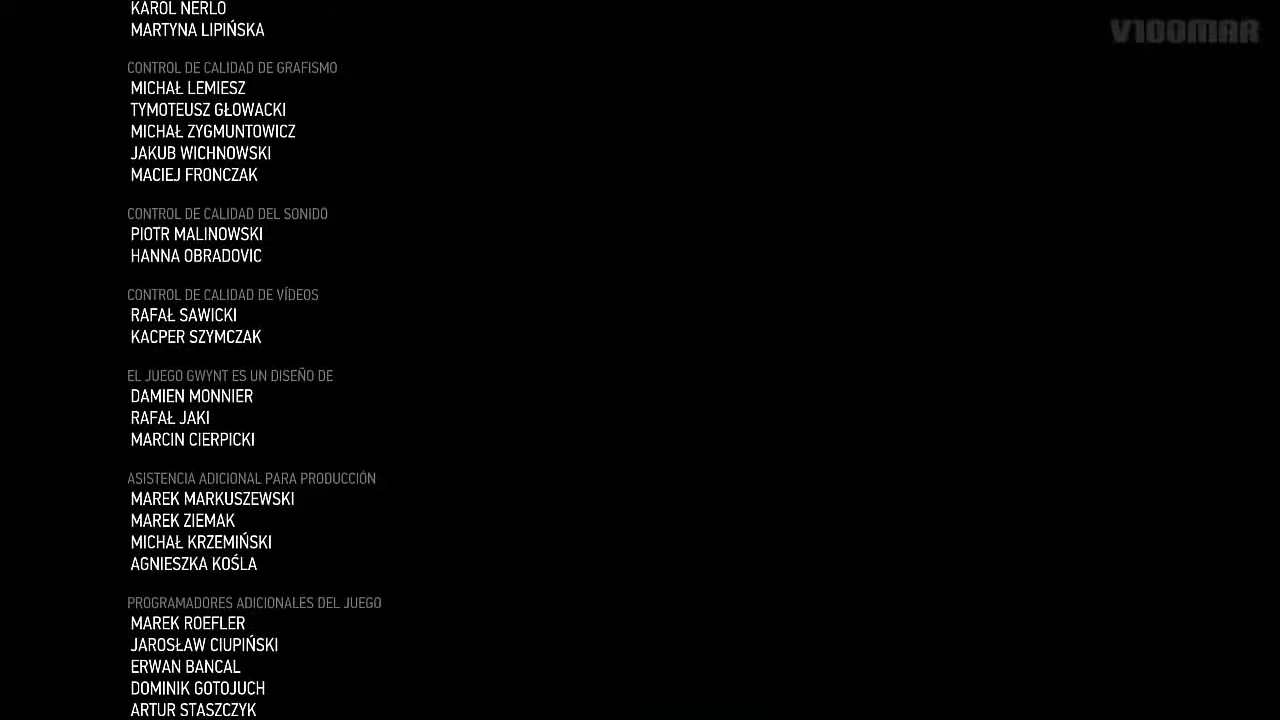 KAROL NERLO
MARTYNA LIPIŃSKA
CONTROL DE CALIDAD DE GRAFISMO
MICHAŁ LEMIESZ
TYMOTEUSZ GŁOWACKI
MICHAŁ ZYGMUNTOWICZ
JAKUB WICHNOWSKI
MACIEJ FRONCZAK
CONTROL DE CALIDAD DEL SONIDO
PIOTR MALINOWSKI
HANNA OBRADOVIC
CONTROL DE CALIDAD DE VÍDEOS
RAFAŁ SAWICKI
KACPER SZYMCZAK
EL JUEGO GWYNT ES UN DISEÑO DE
DAMIEN MONNIER
RAFAŁ JAKI
MARCIN CIERPICKI
ASISTENCIA ADICIONAL PARA PRODUCCIÓN
MAREK MARKUSZEWSKI
MAREK ZIEMAK
MICHAŁ KRZEMIŃSKI
AGNIESZKA KOŚLA
PROGRAMADORES ADICIONALES DEL JUEGO
MAREK ROEFLER
JAROSŁAW CIUPIŃSKI
ERWAN BANCAL
DOMINIK GOTOJUCH
ARTUR STASZCZYK
V100MAR